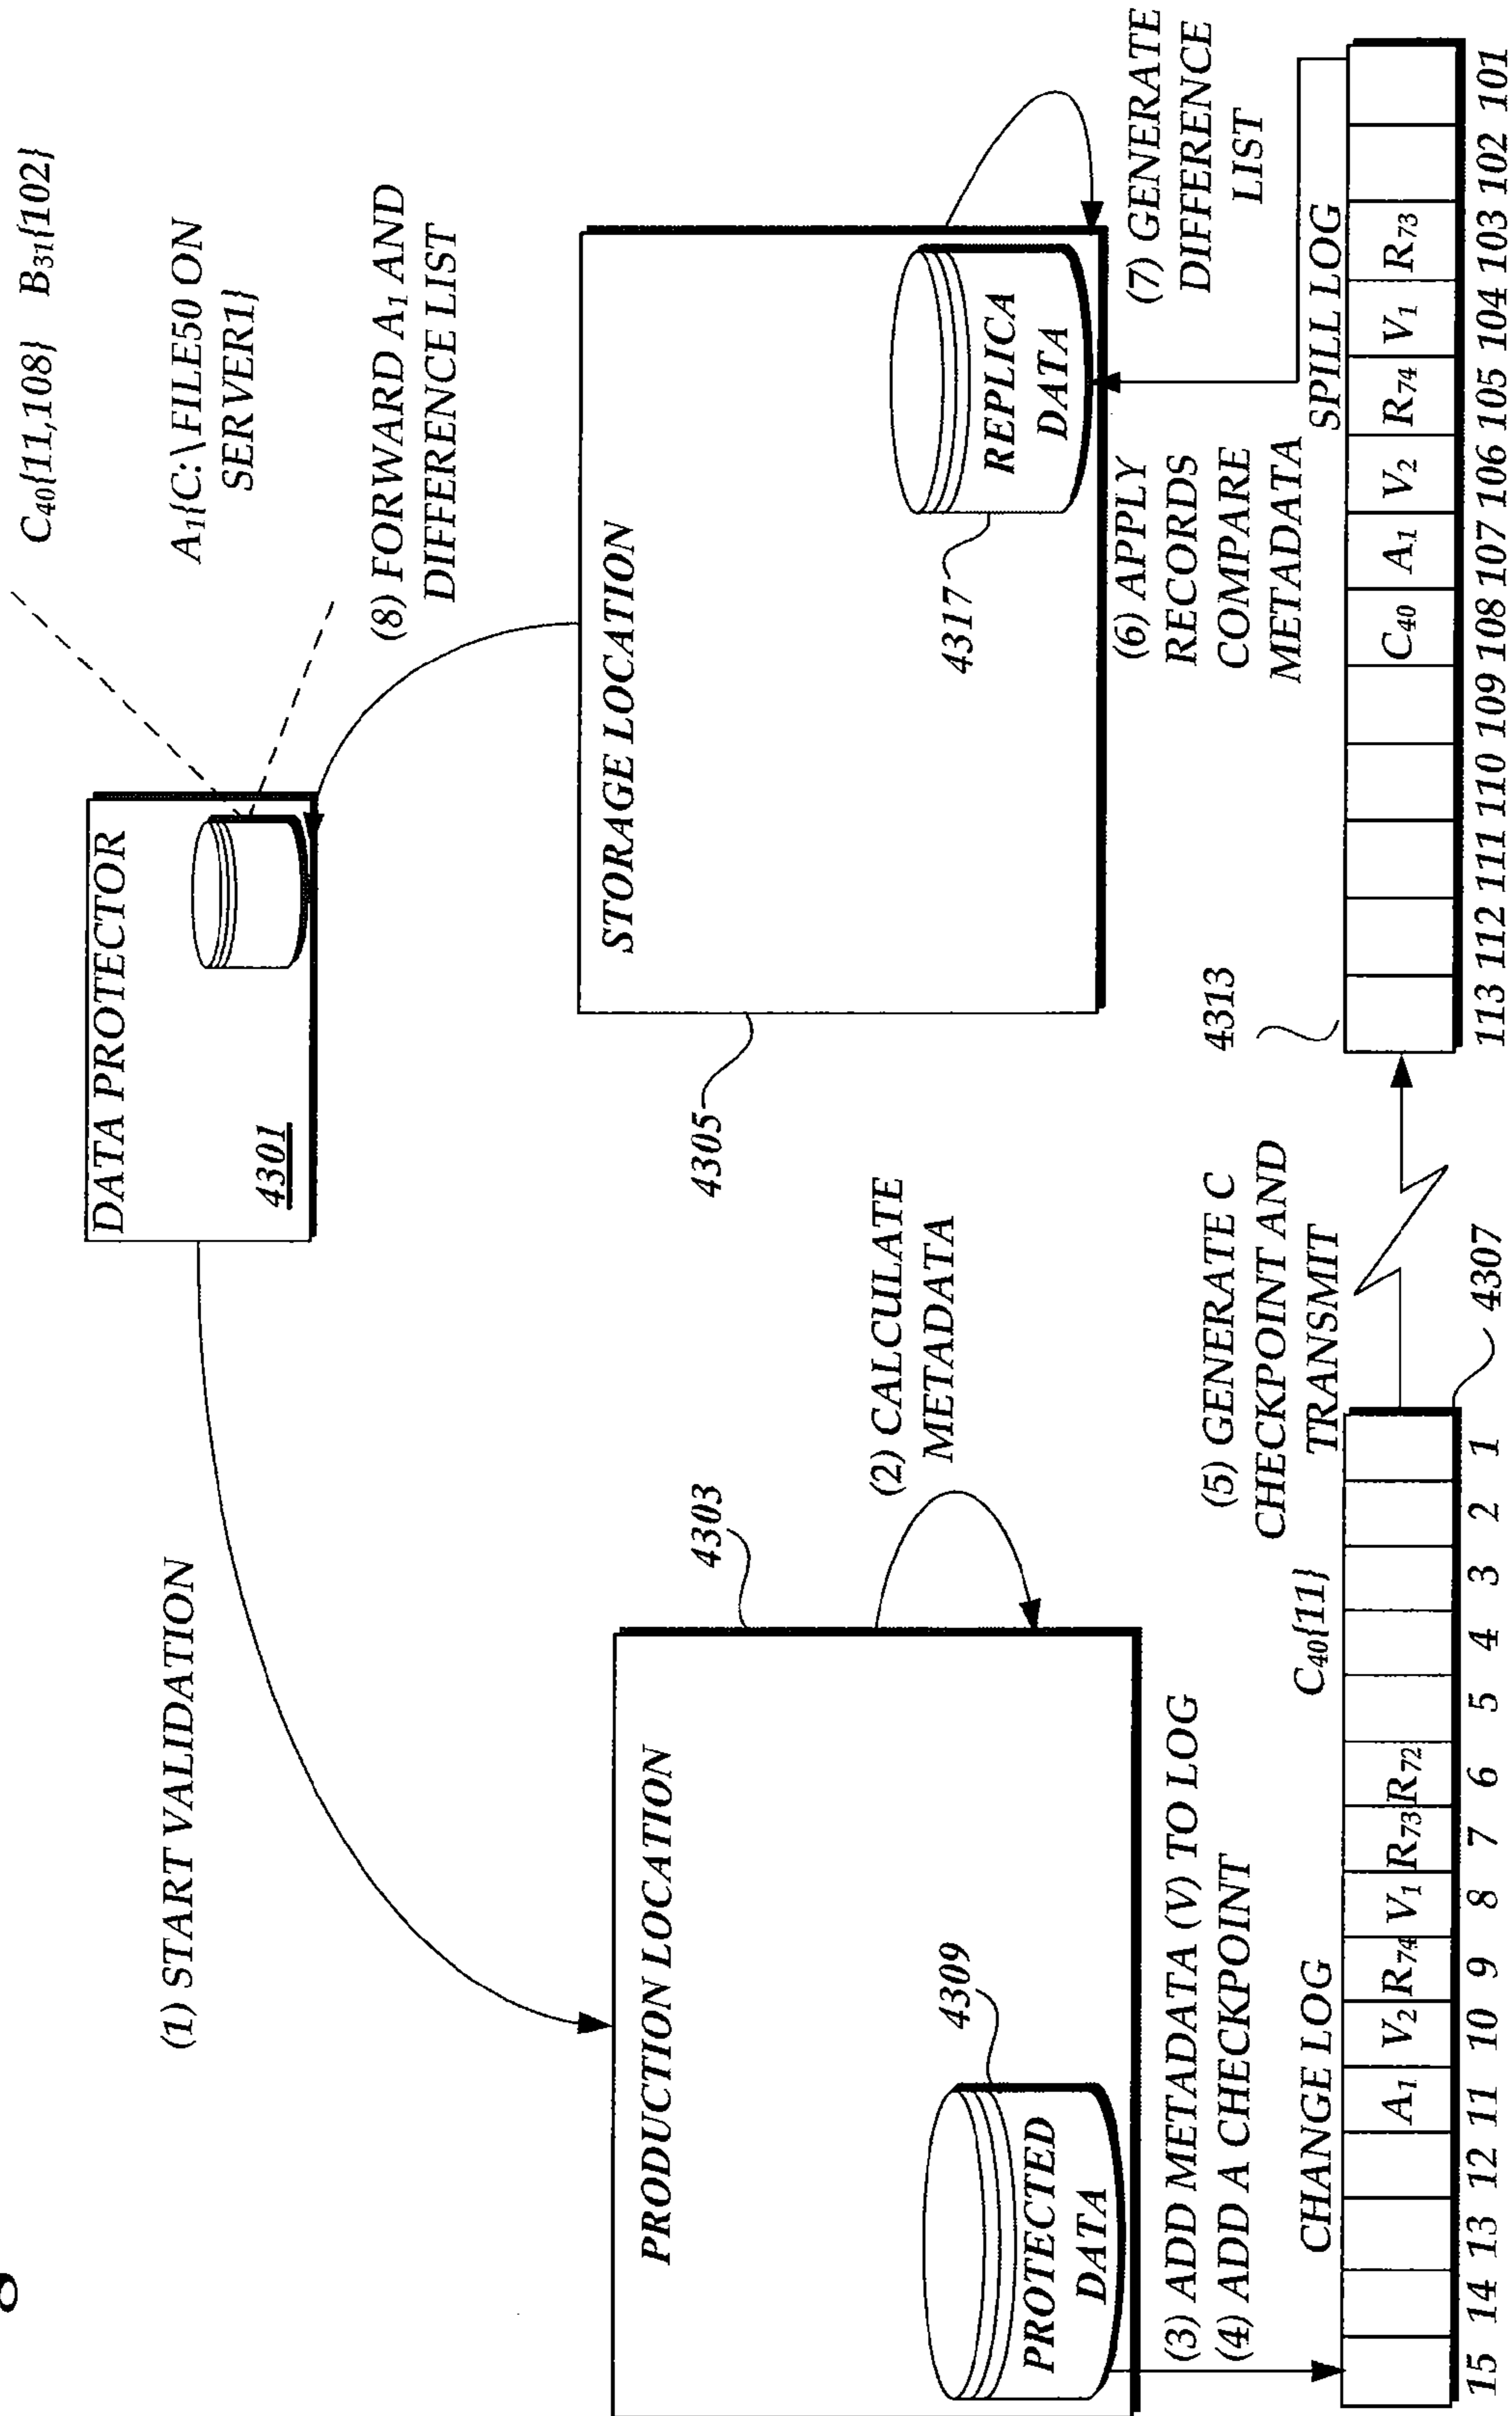 C40{11,108} B31{102}
A1{C:\FILE50 ON
SERVER1}
DATA PROTECTOR
4301
(1) START VALIDATION
(8) FORWARD A1 AND
DIFFERENCE LIST
PRODUCTION LOCATION
4303
(2) CALCULATE
METADATA
STORAGE LOCATION
4305
PROTECTED
DATA
4309
REPLICA
DATA
4317
(7) GENERATE
DIFFERENCE
LIST
(3) ADD METADATA (V) TO LOG
(4) ADD A CHECKPOINT
(5) GENERATE C
CHECKPOINT AND
TRANSMIT
(6) APPLY
RECORDS
COMPARE
METADATA
CHANGE LOG
C40{11}
4307
A1 V2 R74 V1 R73 R72
15 14 13 12 11 10 9 8 7 6 5 4 3 2 1
4313
SPILL LOG
C40 A1 V2 R74 V1 R73
113 112 111 110 109 108 107 106 105 104 103 102 101